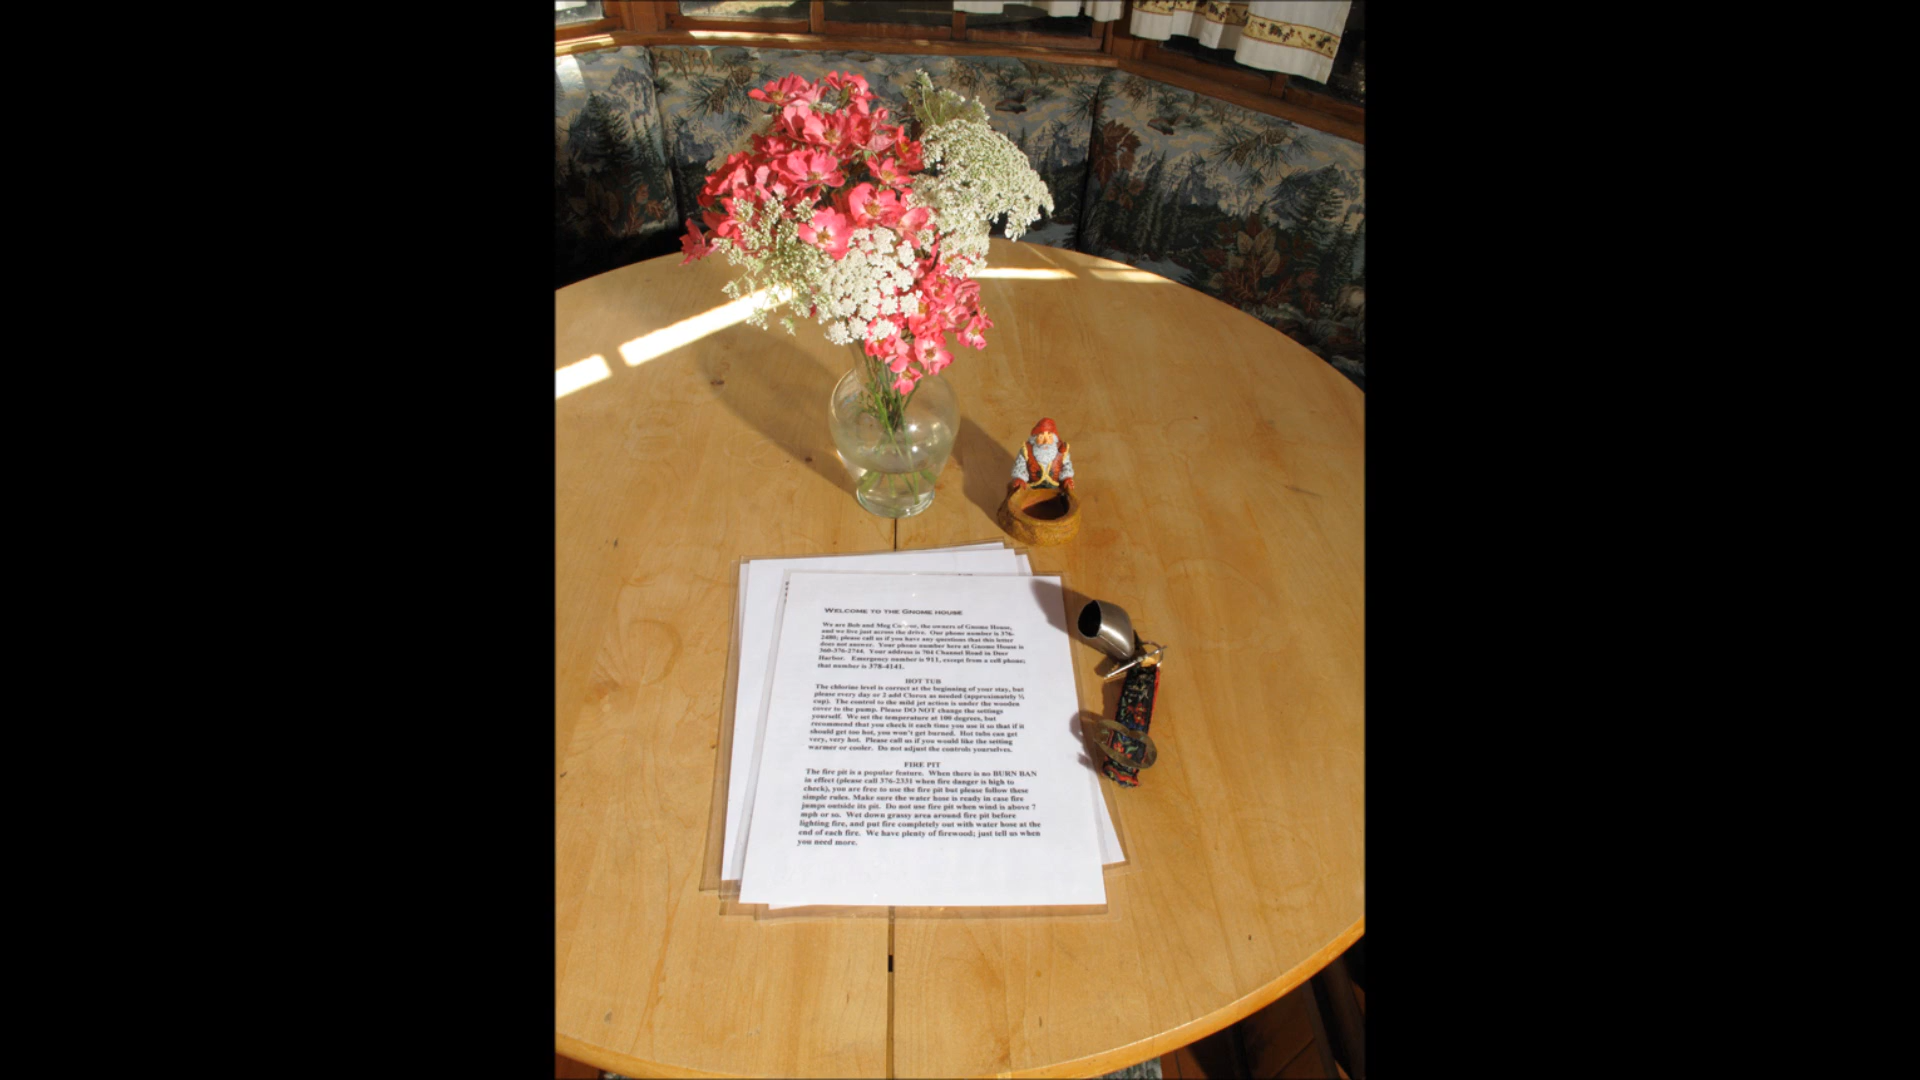 WELCOME TO THE GNOME HOUSE
We are Bob and Meg, the owners of Gnome House,
and we live just across the drive. Our phone number is 376-
2480; please call us if you have any questions that this letter
does not answer. Your phone number here at Gnome House is
360-376-2744. Your address is 704 Channel Road in Deer
Harbor. Emergency number is 911, except from a cell phone;
that number is 378-4141.
HOT TUB
The chlorine level is correct at the beginning of your stay, but
please every day or 2 add Clorox as needed (approximately ¼
cup). The control to the mild jet action is under the wooden
cover to the pump. Please DO NOT change the settings
yourself. We set the temperature at 100 degrees, but
recommend that you check it each time you use it so that if it
should get too hot, you won't get burned. Hot tubs can get
very, very hot. Please call us if you would like the setting
warmer or cooler. Do not adjust the controls yourselves.
FIRE PIT
The fire pit is a popular feature. When there is no BURN BAN
in effect (please call 376-2331 when fire danger is high to
check), you are free to use the fire pit but please follow these
simple rules. Make sure the water hose is ready in case fire
jumps outside its pit. Do not use fire pit when wind is above 7
mph or so. Wet down grassy area around fire pit before
lighting fire, and put fire completely out with water hose at the
end of each fire. We have plenty of firewood; just tell us when
you need more.